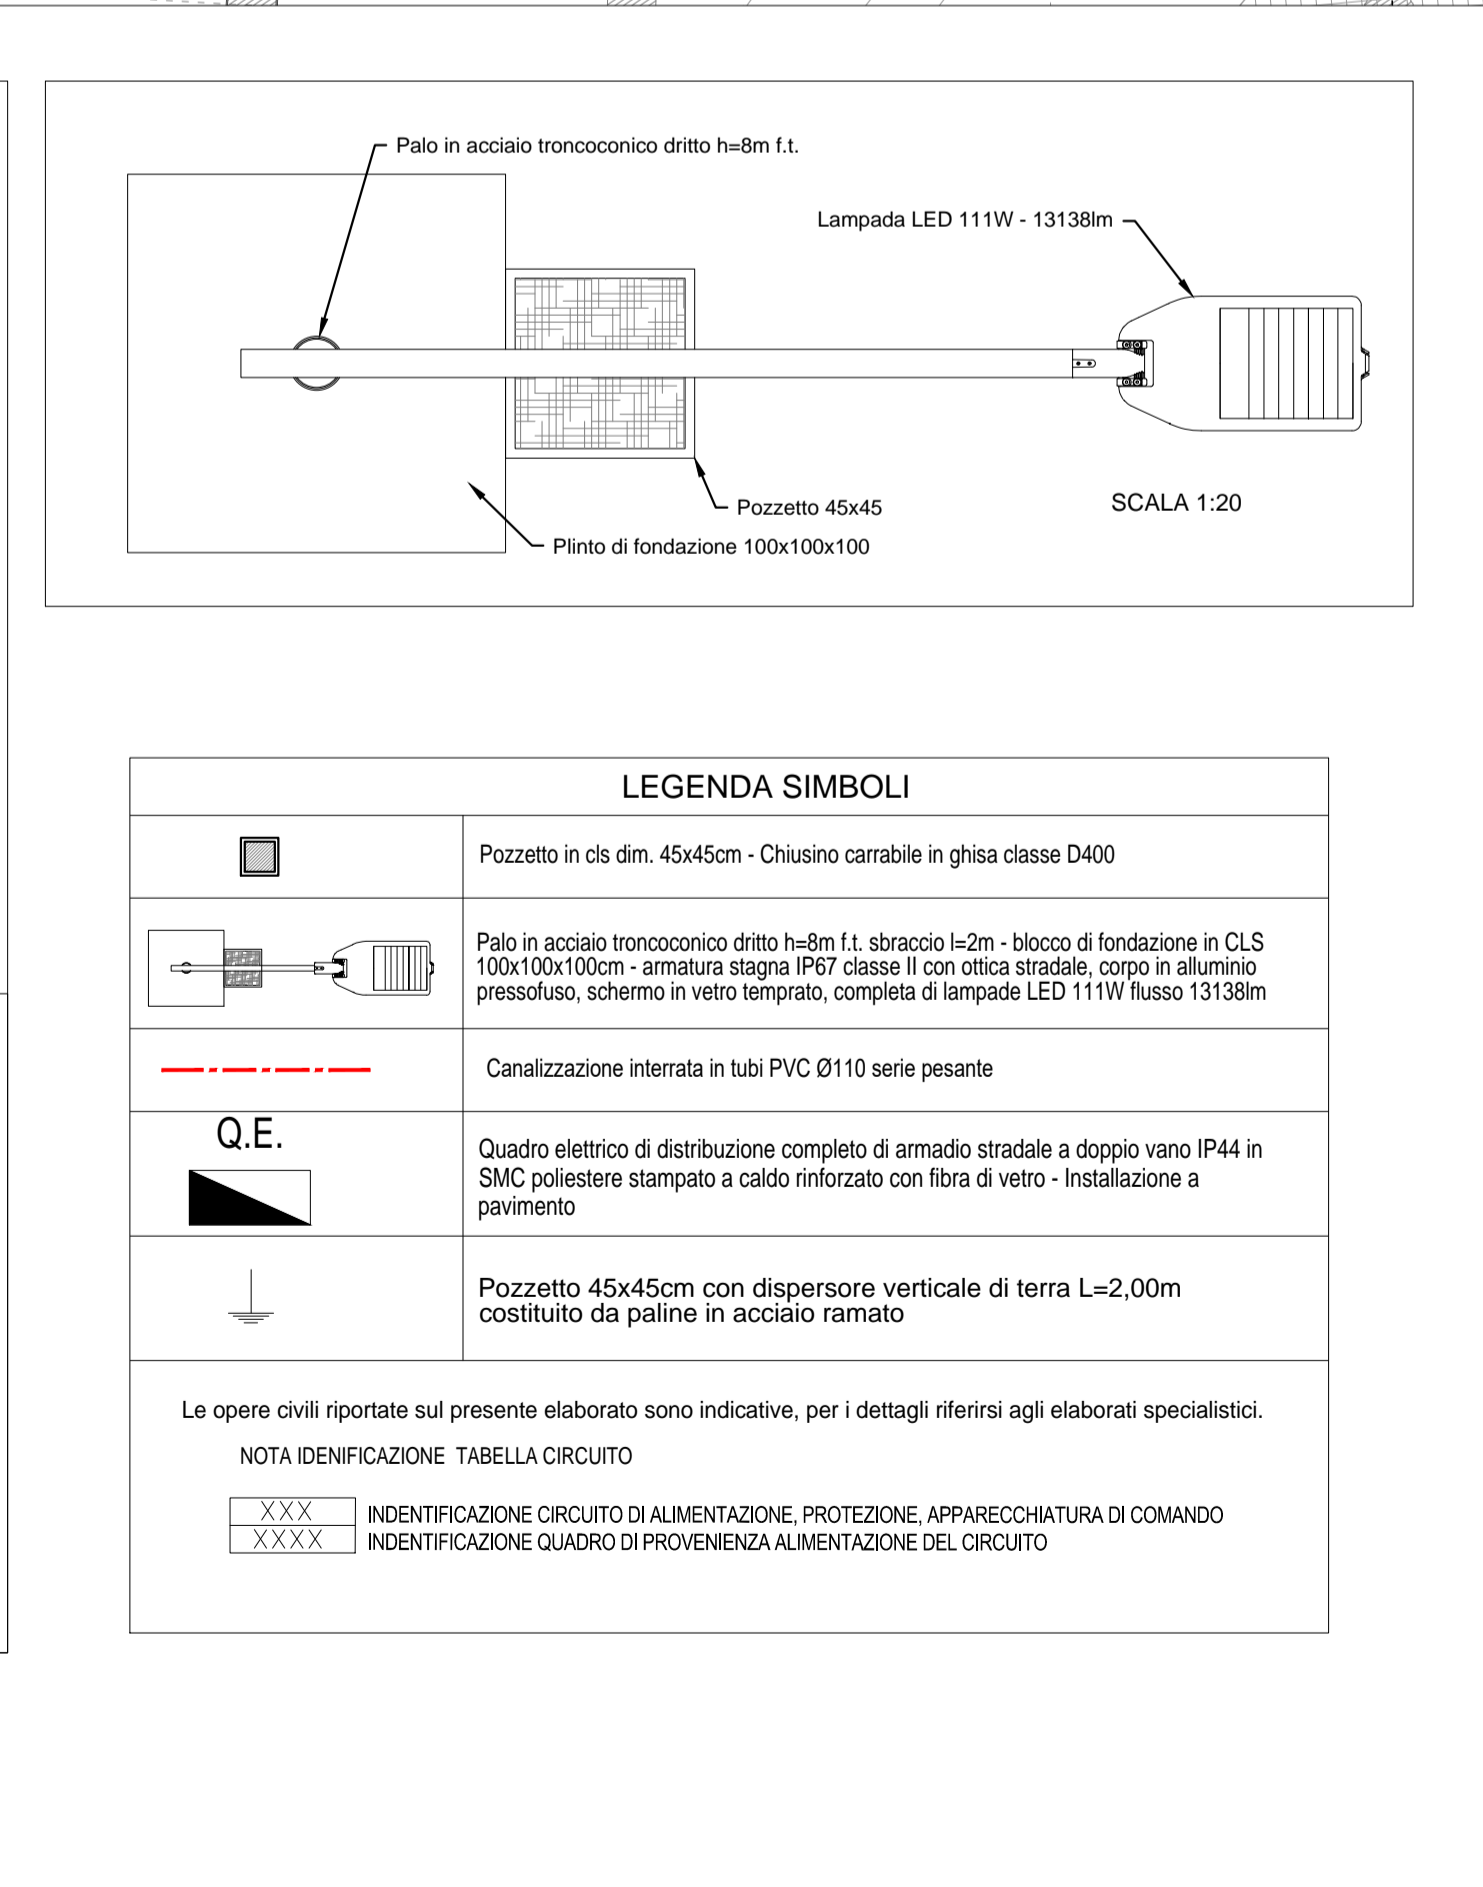 Palo in acciaio troncoconico dritto h=8m f.t.
Lampada LED 111W - 13138lm
Pozzetto 45x45
SCALA 1:20
Plinto di fondazione 100x100x100
LEGENDA SIMBOLI
Pozzetto in cls dim. 45x45cm - Chiusino carrabile in ghisa classe D400
Palo in acciaio troncoconico dritto h=8m f.t. sbraccio l=2m - blocco di fondazione in CLS
100x100x100cm - armatura stagna IP67 classe II con ottica stradale, corpo in alluminio
pressofuso, schermo in vetro temprato, completa di lampade LED 111W flusso 13138lm
Canalizzazione interrata in tubi PVC Ø110 serie pesante
Q.E.
Quadro elettrico di distribuzione completo di armadio stradale a doppio vano IP44 in
SMC poliestere stampato a caldo rinforzato con fibra di vetro - Installazione a
pavimento
Pozzetto 45x45cm con dispersore verticale di terra L=2,00m
costituito da paline in acciaio ramato
Le opere civili riportate sul presente elaborato sono indicative, per i dettagli riferirsi agli elaborati specialistici.
NOTA IDENIFICAZIONE TABELLA CIRCUITO
XXX INDENTIFICAZIONE CIRCUITO DI ALIMENTAZIONE, PROTEZIONE, APPARECCHIATURA DI COMANDO
XXXX INDENTIFICAZIONE QUADRO DI PROVENIENZA ALIMENTAZIONE DEL CIRCUITO